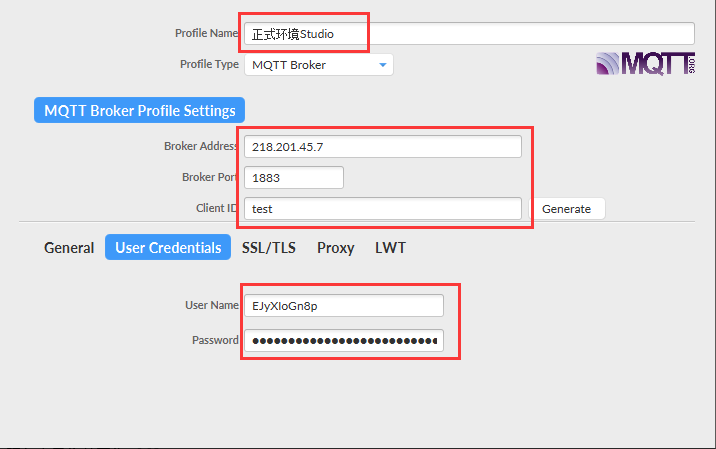 Profile Name 正式环境Studio
Profile Type MQTT Broker
MQTT.ORG
MQTT Broker Profile Settings
Broker Address 218.201.45.7
Broker Port 1883
Client ID test Generate
General User Credentials SSL/TLS Proxy LWT
User Name EJyXIoGn8p
Password ••••••••••••••••••••••••••